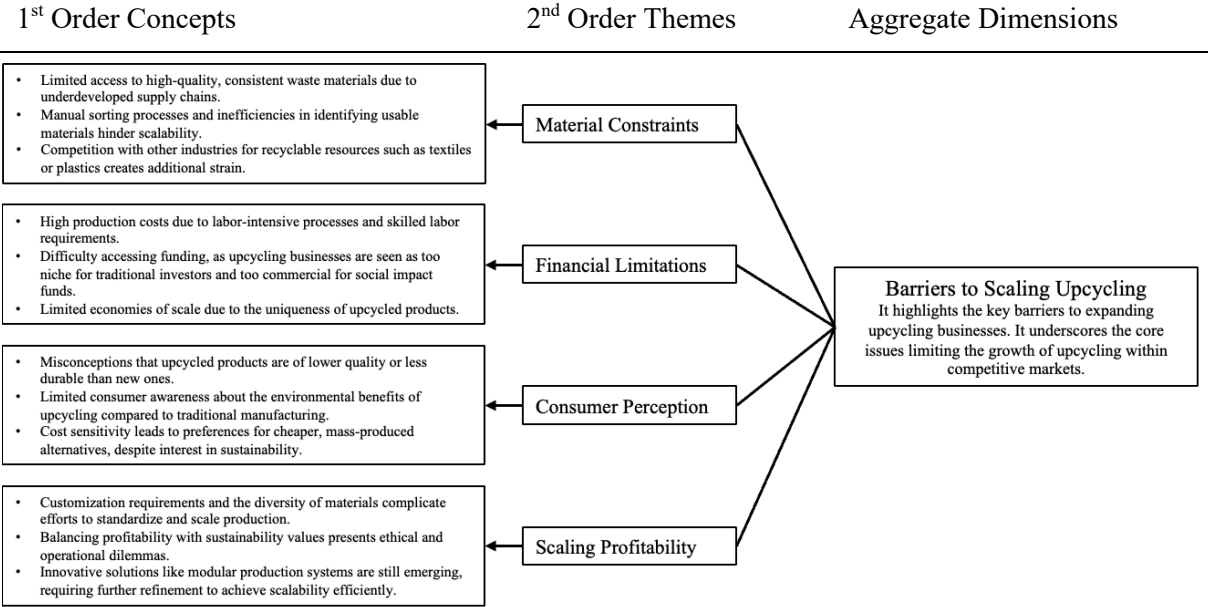 1st Order Concepts
2nd Order Themes
Aggregate Dimensions
• Limited access to high-quality, consistent waste materials due to
underdeveloped supply chains.
• Manual sorting processes and inefficiencies in identifying usable
materials hinder scalability.
• Competition with other industries for recyclable resources such as textiles
or plastics creates additional strain.
Material Constraints
• High production costs due to labor-intensive processes and skilled labor
requirements.
• Difficulty accessing funding, as upcycling businesses are seen as too
niche for traditional investors and too commercial for social impact
funds.
• Limited economies of scale due to the uniqueness of upcycled products.
Financial Limitations
Barriers to Scaling Upcycling
It highlights the key barriers to expanding
upcycling businesses. It underscores the core
issues limiting the growth of upcycling within
competitive markets.
• Misconceptions that upcycled products are of lower quality or less
durable than new ones.
• Limited consumer awareness about the environmental benefits of
upcycling compared to traditional manufacturing.
• Cost sensitivity leads to preferences for cheaper, mass-produced
alternatives, despite interest in sustainability.
Consumer Perception
• Customization requirements and the diversity of materials complicate
efforts to standardize and scale production.
• Balancing profitability with sustainability values presents ethical and
operational dilemmas.
• Innovative solutions like modular production systems are still emerging,
requiring further refinement to achieve scalability efficiently.
Scaling Profitability